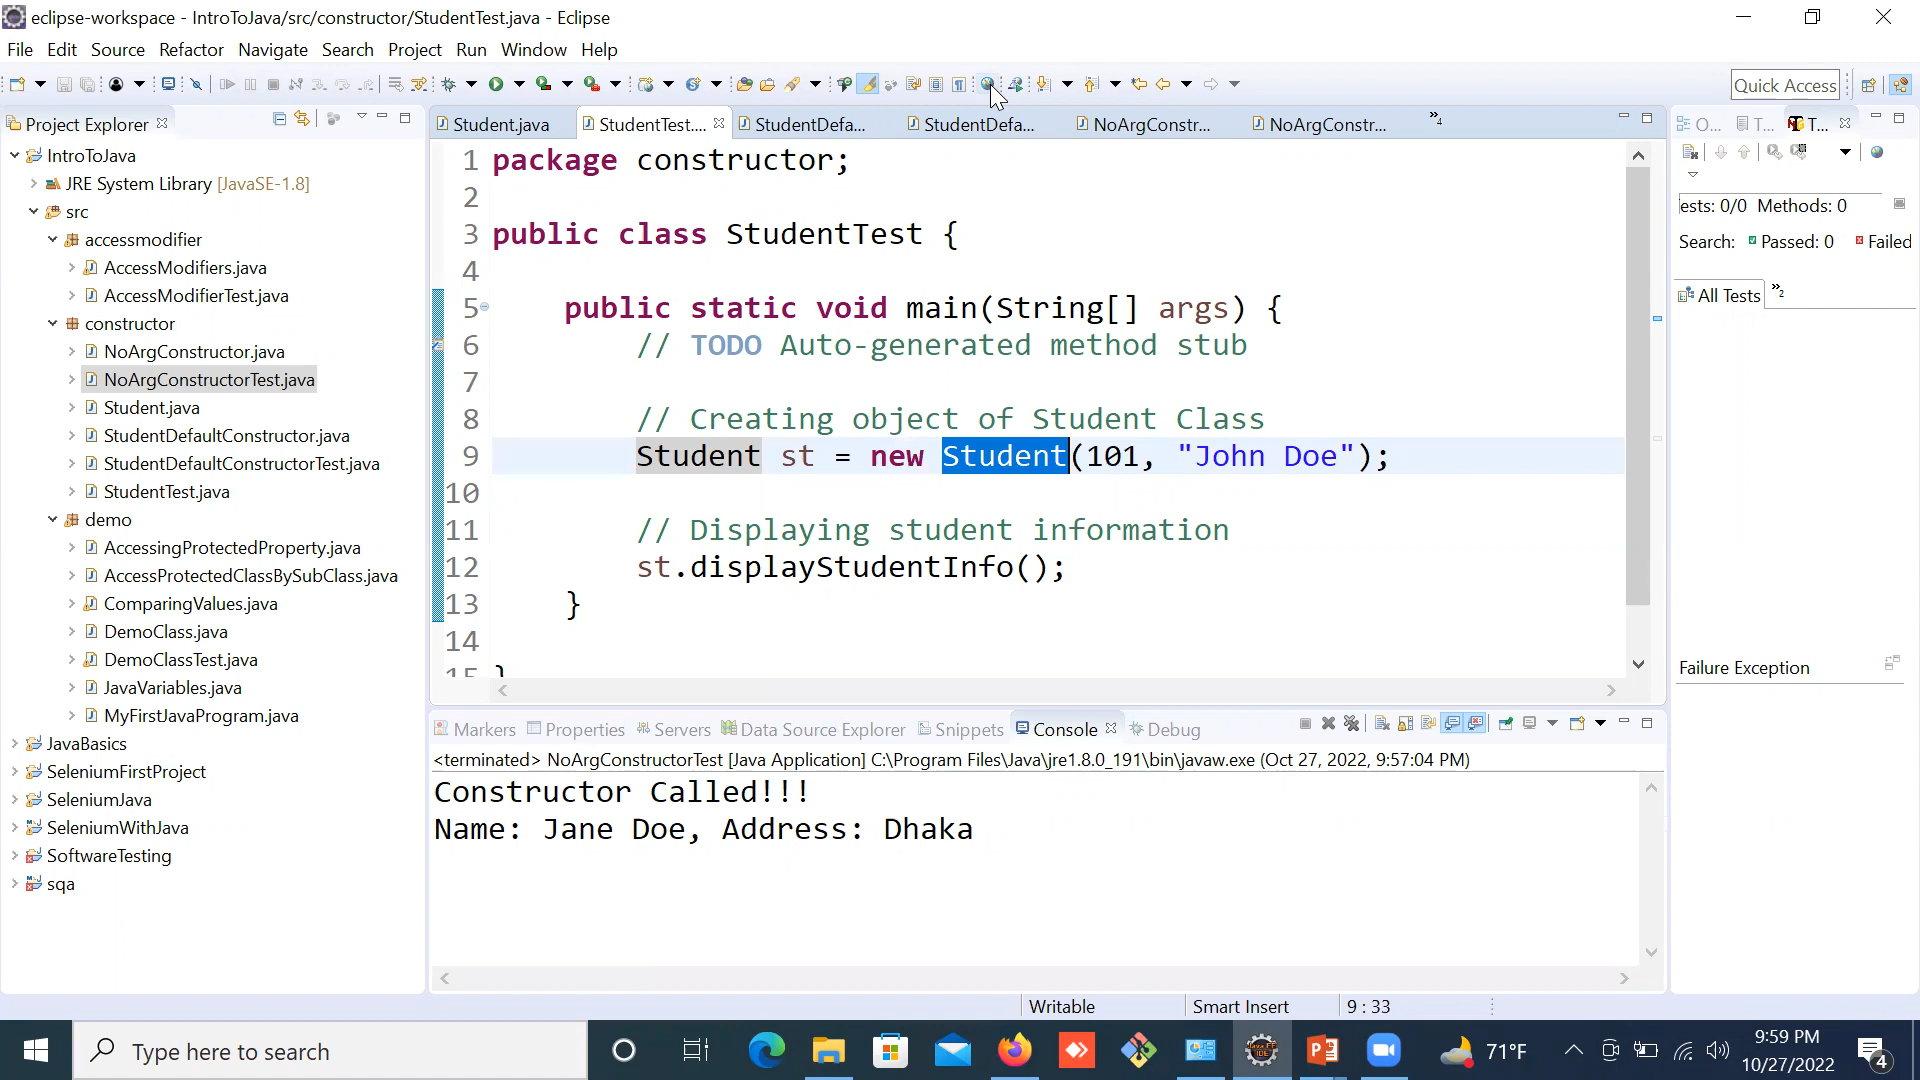 eclipse-workspace - IntroToJava/src/constructor/StudentTest.java - Eclipse
File Edit Source Refactor Navigate Search Project Run Window Help
Quick Access
Project Explorer
IntroToJava
JRE System Library [JavaSE-1.8]
src
accessmodifier
AccessModifiers.java
AccessModifierTest.java
constructor
NoArgConstructor.java
NoArgConstructorTest.java
Student.java
StudentDefaultConstructor.java
StudentDefaultConstructorTest.java
StudentTest.java
demo
AccessingProtectedProperty.java
AccessProtectedClassBySubClass.java
ComparingValues.java
DemoClass.java
DemoClassTest.java
JavaVariables.java
MyFirstJavaProgram.java
JavaBasics
SeleniumFirstProject
SeleniumJava
SeleniumWithJava
SoftwareTesting
sqa
Student.java StudentTest.... StudentDefa... StudentDefa... NoArgConstr... NoArgConstr... »4
1 package constructor;
2
3 public class StudentTest {
4
5 public static void main(String[] args) {
6 // TODO Auto-generated method stub
7
8 // Creating object of Student Class
9 Student st = new Student(101, "John Doe");
10
11 // Displaying student information
12 st.displayStudentInfo();
13 }
14
15 }
Markers Properties Servers Data Source Explorer Snippets Console Debug
<terminated> NoArgConstructorTest [Java Application] C:\Program Files\Java\jre1.8.0_191\bin\javaw.exe (Oct 27, 2022, 9:57:04 PM)
Constructor Called!!!
Name: Jane Doe, Address: Dhaka
O... T... T...
ests: 0/0 Methods: 0
Search: Passed: 0 Failed
All Tests »2
Failure Exception
Writable Smart Insert 9 : 33
Type here to search
71°F
9:59 PM
10/27/2022
4